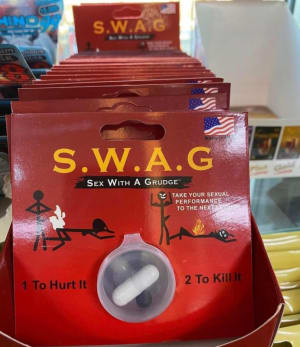 S.W.A.G
S.W.A.G
SEX WITH A GRUDGE
TAKE YOUR SEXUAL
PERFORMANCE
TO THE NEXT
1 To Hurt It
2 To Kill It